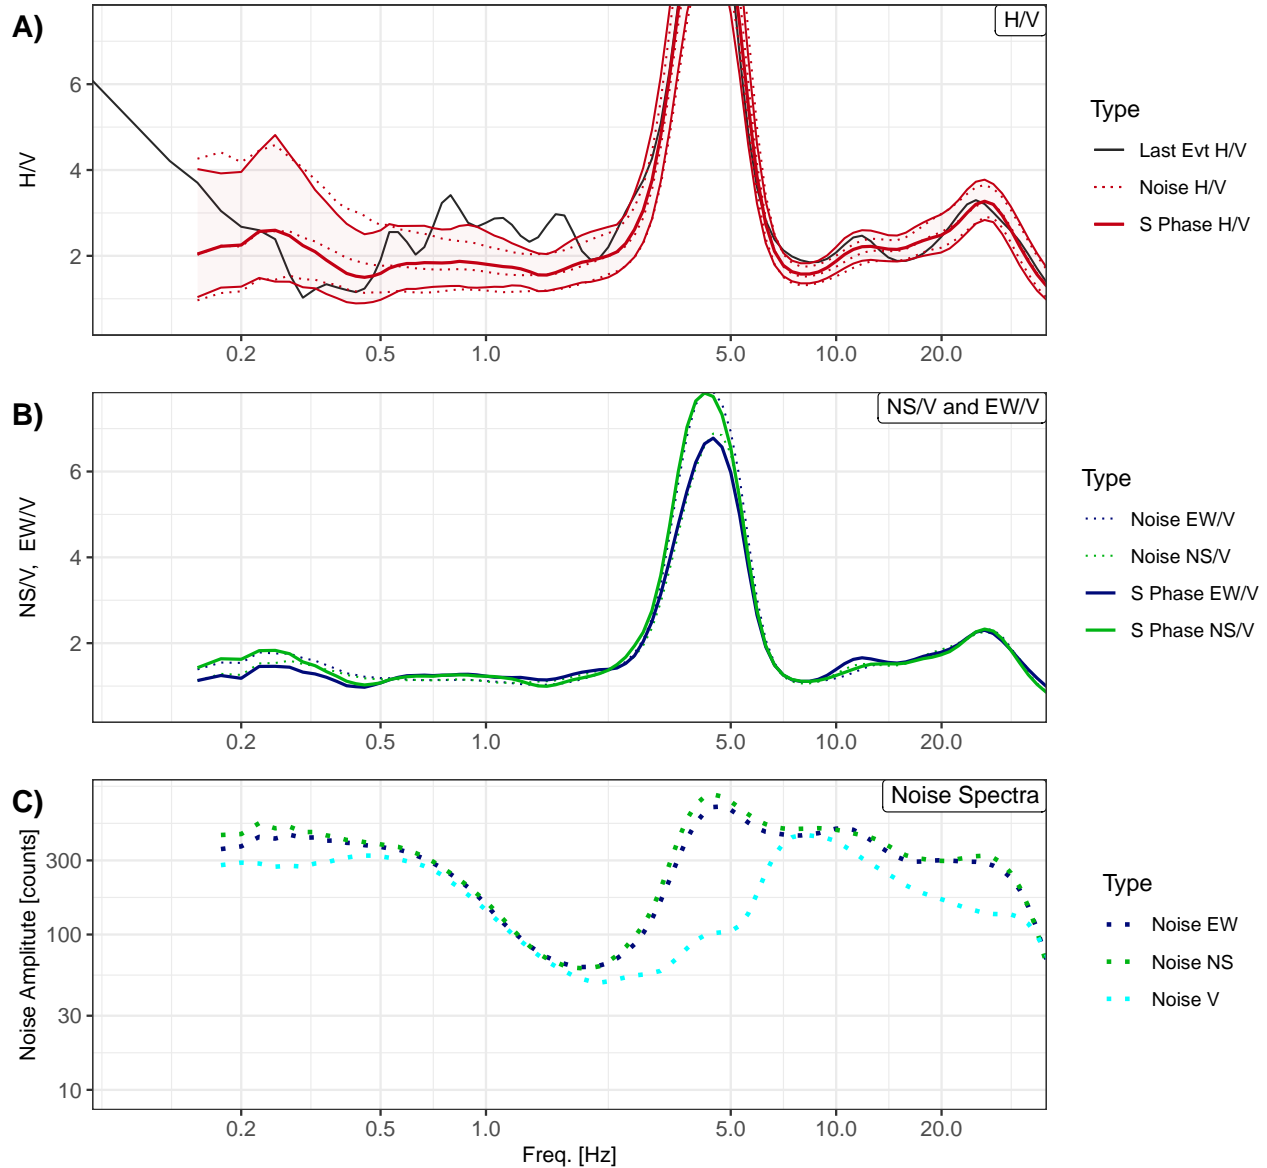 A)
H/V
H/V
6
4
2
0.2 0.5 1.0 5.0 10.0 20.0
Type
Last Evt H/V
Noise H/V
S Phase H/V
B)
NS/V and EW/V
NS/V, EW/V
6
4
2
0.2 0.5 1.0 5.0 10.0 20.0
Type
Noise EW/V
Noise NS/V
S Phase EW/V
S Phase NS/V
C)
Noise Spectra
Noise Amplitute [counts]
300
100
30
10
0.2 0.5 1.0 5.0 10.0 20.0
Freq. [Hz]
Type
Noise EW
Noise NS
Noise V